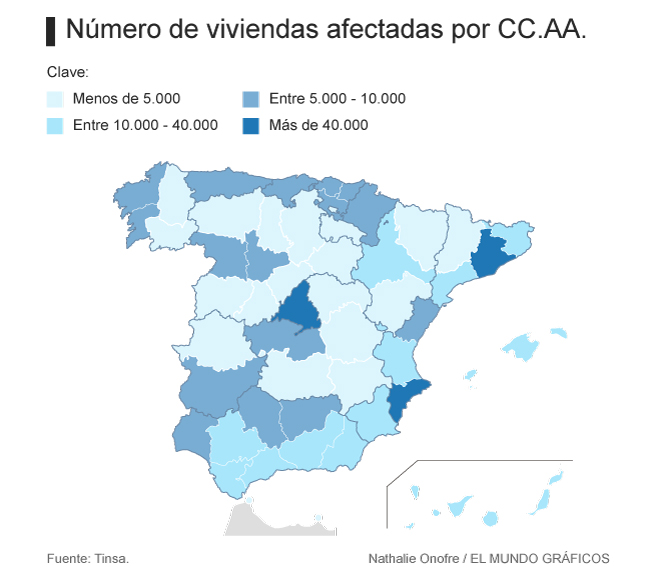 Número de viviendas afectadas por CC.AA.
Clave:
Menos de 5.000
Entre 5.000 - 10.000
Entre 10.000 - 40.000
Más de 40.000
Fuente: Tinsa.
Nathalie Onofre / EL MUNDO GRÁFICOS